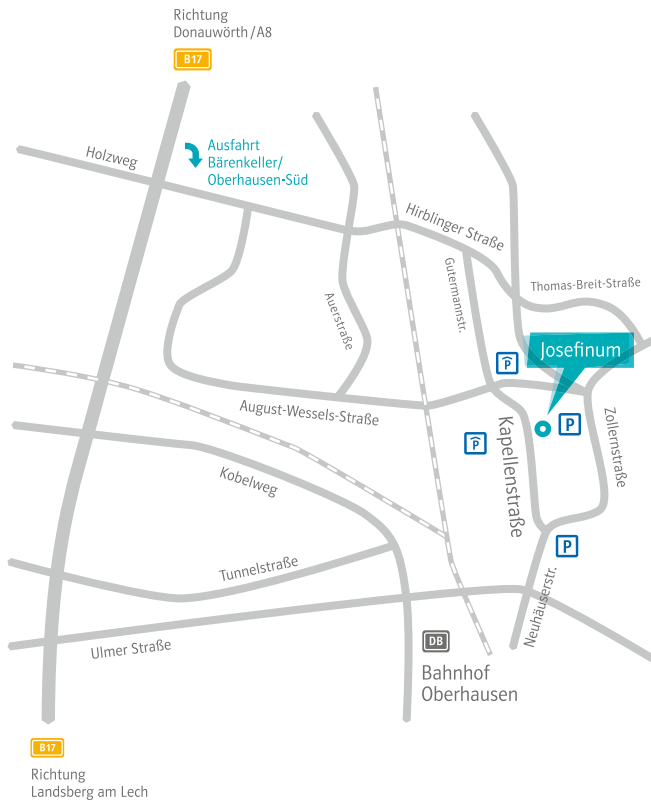 Richtung
Donauwörth/A8
B17
Ausfahrt
Bärenkeller/
Oberhausen-Süd
Holzweg
Hirblinger Straße
Gutermannstr.
Thomas-Breit-Straße
Auerstraße
P
Josefinum
August-Wessels-Straße
Kapellenstraße
P
Zollernstraße
P
Kobelweg
P
Tunnelstraße
Neuhäuserstr.
Ulmer Straße
DB
Bahnhof
Oberhausen
B17
Richtung
Landsberg am Lech